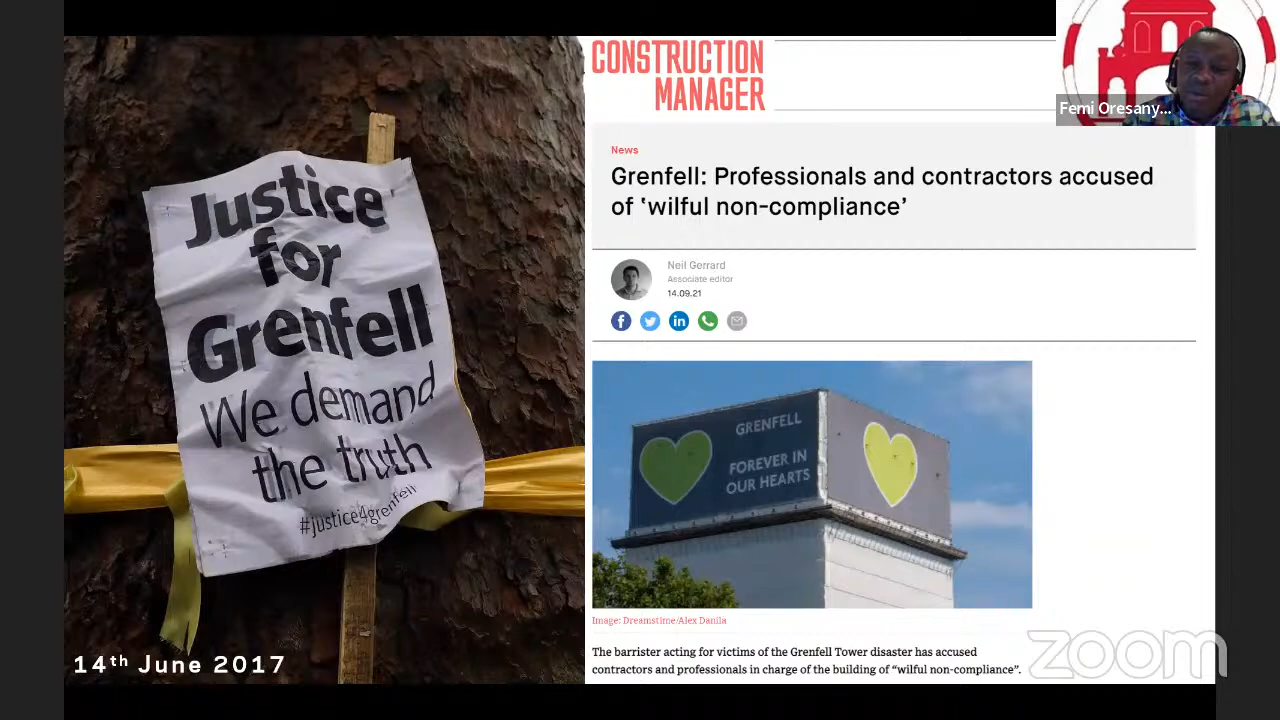 Justice
for
Grenfell
We demand
the truth
#justice4grenfell
14th June 2017
CONSTRUCTION
MANAGER
News
Grenfell: Professionals and contractors accused
of ‘wilful non-compliance’
Neil Gerrard
Associate editor
14.09.21
GRENFELL
FOREVER IN
OUR HEARTS
Image: Dreamstime/Alex Danila
The barrister acting for victims of the Grenfell Tower disaster has accused
contractors and professionals in charge of the building of “wilful non-compliance”.
Femi Oresany...
zoom